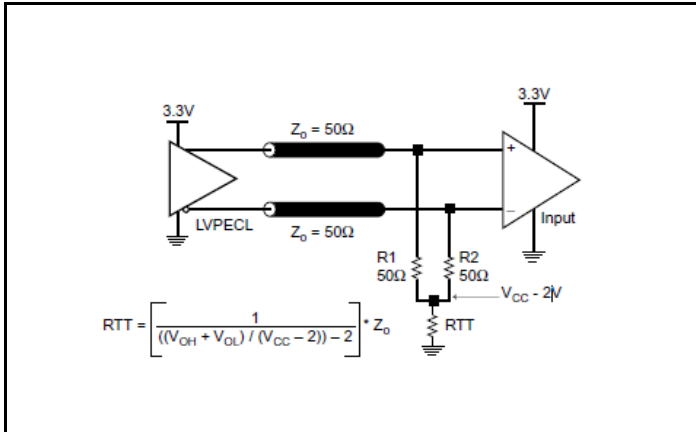 3.3V
3.3V
Zo = 50Ω
+
LVPECL
Zo = 50Ω
–
Input
R1
50Ω
R2
50Ω
VCC - 2V
RTT = [ 1 / ((VOH + VOL) / (VCC – 2)) – 2 ] * Zo
RTT